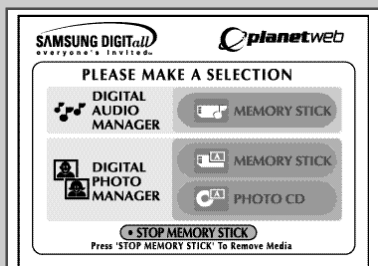 SAMSUNG DIGITall
everyone's invited™
planetweb
PLEASE MAKE A SELECTION
DIGITAL
AUDIO
MANAGER
MEMORY STICK
DIGITAL
PHOTO
MANAGER
MEMORY STICK
PHOTO CD
• STOP MEMORY STICK
Press 'STOP MEMORY STICK' To Remove Media